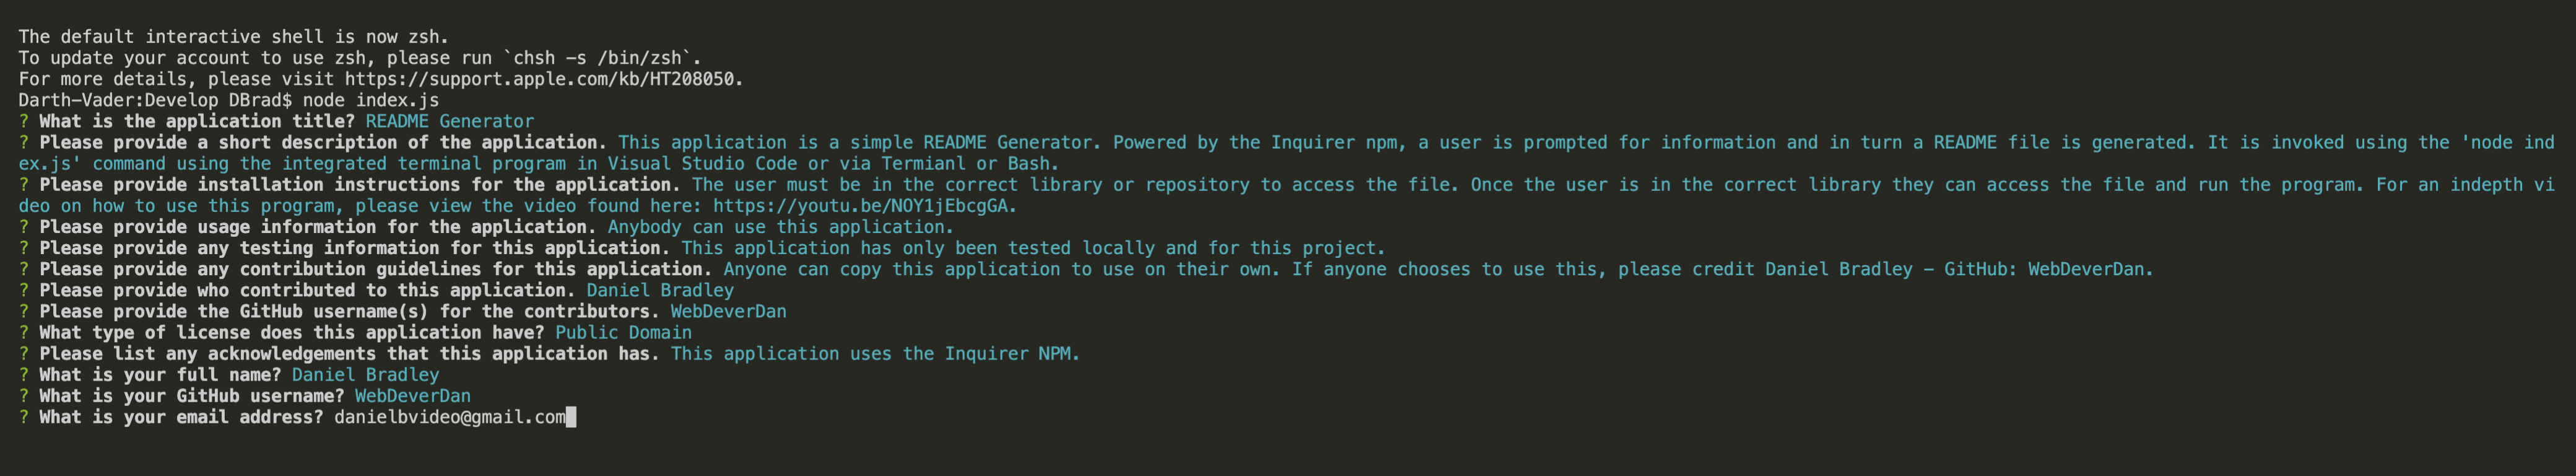 The default interactive shell is now zsh.
To update your account to use zsh, please run `chsh -s /bin/zsh`.
For more details, please visit https://support.apple.com/kb/HT208050.
Darth-Vader:Develop DBrad$ node index.js
? What is the application title? README Generator
? Please provide a short description of the application. This application is a simple README Generator. Powered by the Inquirer npm, a user is prompted for information and in turn a README file is generated. It is invoked using the 'node ind
ex.js' command using the integrated terminal program in Visual Studio Code or via Termianl or Bash.
? Please provide installation instructions for the application. The user must be in the correct library or repository to access the file. Once the user is in the correct library they can access the file and run the program. For an indepth vi
deo on how to use this program, please view the video found here: https://youtu.be/NOY1jEbcgGA.
? Please provide usage information for the application. Anybody can use this application.
? Please provide any testing information for this application. This application has only been tested locally and for this project.
? Please provide any contribution guidelines for this application. Anyone can copy this application to use on their own. If anyone chooses to use this, please credit Daniel Bradley - GitHub: WebDeverDan.
? Please provide who contributed to this application. Daniel Bradley
? Please provide the GitHub username(s) for the contributors. WebDeverDan
? What type of license does this application have? Public Domain
? Please list any acknowledgements that this application has. This application uses the Inquirer NPM.
? What is your full name? Daniel Bradley
? What is your GitHub username? WebDeverDan
? What is your email address? danielbvideo@gmail.com